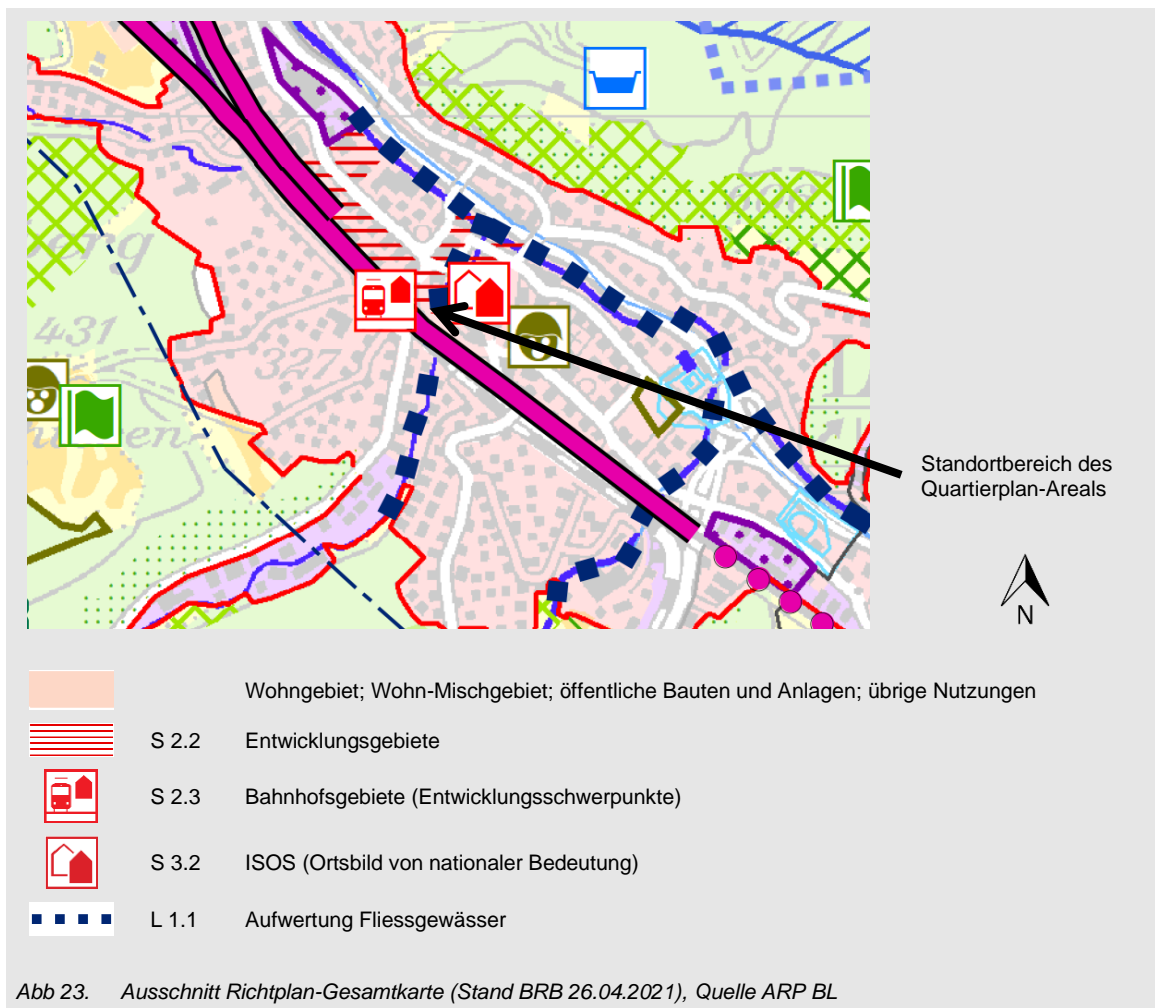 berg
431
321
Standortbereich des
Quartierplan-Areals
N
Wohngebiet; Wohn-Mischgebiet; öffentliche Bauten und Anlagen; übrige Nutzungen
S 2.2 Entwicklungsgebiete
S 2.3 Bahnhofsgebiete (Entwicklungsschwerpunkte)
S 3.2 ISOS (Ortsbild von nationaler Bedeutung)
L 1.1 Aufwertung Fliessgewässer
Abb 23. Ausschnitt Richtplan-Gesamtkarte (Stand BRB 26.04.2021), Quelle ARP BL